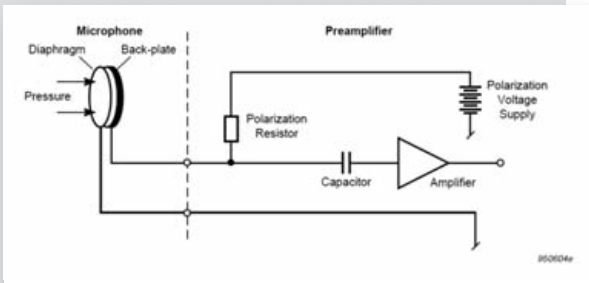 Microphone
Preamplifier
Diaphragm
Back-plate
Pressure
Polarization
Resistor
Polarization
Voltage
Supply
Capacitor
Amplifier
950604e